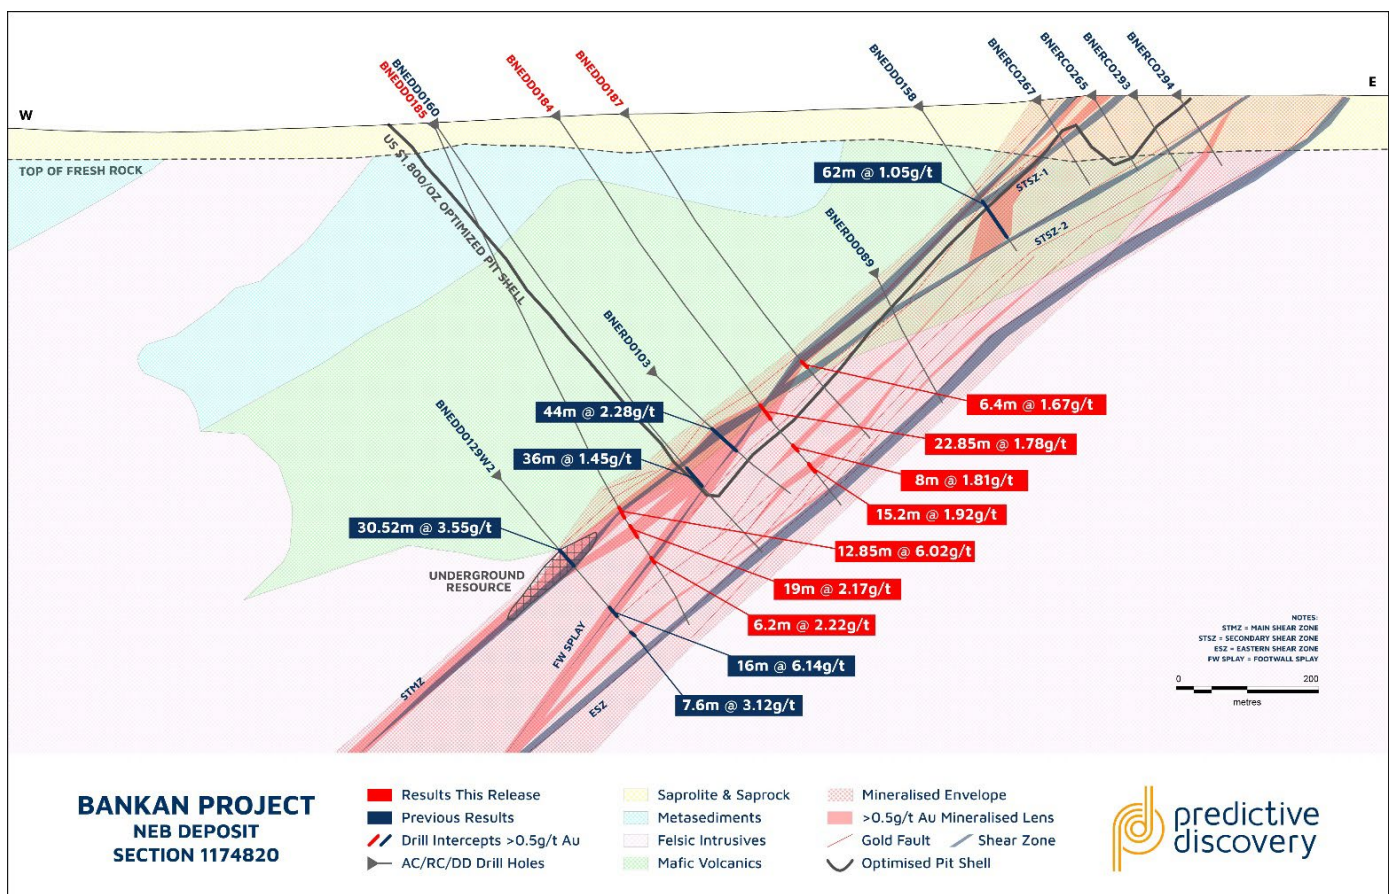 W
E
BNEDD0185
BNEDD0160
BNEDD0184
BNEDD0187
BNEDD0158
BNERC0267
BNERC0265
BNERC0293
BNERC0294
TOP OF FRESH ROCK
US $1,800/OZ OPTIMIZED PIT SHELL
62m @ 1.05g/t
STSZ-1
STSZ-2
BNERD0089
BNERD0103
BNEDD0129W2
44m @ 2.28g/t
36m @ 1.45g/t
30.52m @ 3.55g/t
UNDERGROUND
RESOURCE
6.4m @ 1.67g/t
22.85m @ 1.78g/t
8m @ 1.81g/t
15.2m @ 1.92g/t
12.85m @ 6.02g/t
19m @ 2.17g/t
6.2m @ 2.22g/t
16m @ 6.14g/t
7.6m @ 3.12g/t
STMZ
FW SPLAY
ESZ
NOTES:
STMZ = MAIN SHEAR ZONE
STSZ = SECONDARY SHEAR ZONE
ESZ = EASTERN SHEAR ZONE
FW SPLAY = FOOTWALL SPLAY
0 200
metres
BANKAN PROJECT
NEB DEPOSIT
SECTION 1174820
Results This Release
Previous Results
Drill Intercepts >0.5g/t Au
AC/RC/DD Drill Holes
Saprolite & Saprock
Metasediments
Felsic Intrusives
Mafic Volcanics
Mineralised Envelope
>0.5g/t Au Mineralised Lens
Gold Fault
Shear Zone
Optimised Pit Shell
predictive
discovery